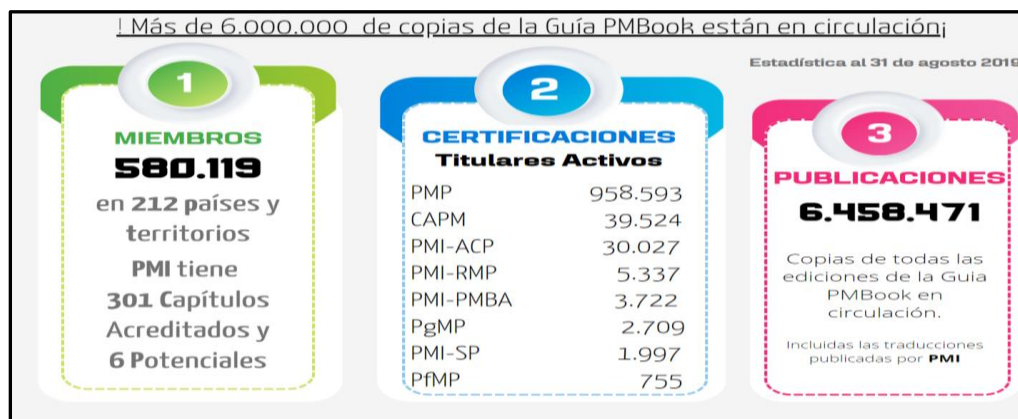 ! Más de 6.000.000 de copias de la Guía PMBook están en circulación¡
Estadística al 31 de agosto 2019
1
MIEMBROS
580.119
en 212 países y
territorios
PMI tiene
301 Capítulos
Acreditados y
6 Potenciales
2
CERTIFICACIONES
Titulares Activos
PMP 958.593
CAPM 39.524
PMI-ACP 30.027
PMI-RMP 5.337
PMI-PMBA 3.722
PgMP 2.709
PMI-SP 1.997
PfMP 755
3
PUBLICACIONES
6.458.471
Copias de todas las
ediciones de la Guia
PMBook en
circulación.
Incluidas las traducciones
publicadas por PMI